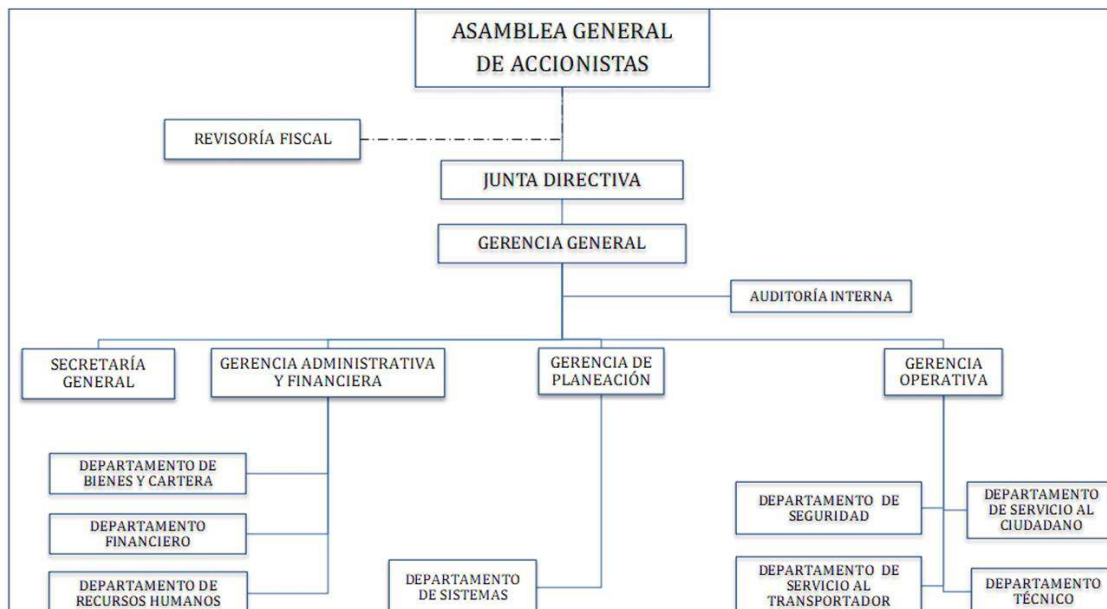 ASAMBLEA GENERAL
DE ACCIONISTAS
REVISORÍA FISCAL
JUNTA DIRECTIVA
GERENCIA GENERAL
AUDITORÍA INTERNA
SECRETARÍA
GENERAL
GERENCIA ADMINISTRATIVA
Y FINANCIERA
GERENCIA DE
PLANEACIÓN
GERENCIA
OPERATIVA
DEPARTAMENTO DE
BIENES Y CARTERA
DEPARTAMENTO
FINANCIERO
DEPARTAMENTO DE
RECURSOS HUMANOS
DEPARTAMENTO
DE SISTEMAS
DEPARTAMENTO DE
SEGURIDAD
DEPARTAMENTO
DE SERVICIO AL
CIUDADANO
DEPARTAMENTO DE
SERVICIO AL
TRANSPORTADOR
DEPARTAMENTO
TÉCNICO